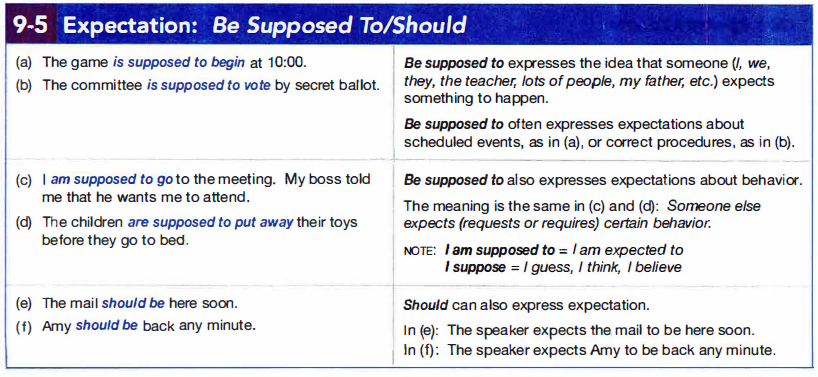 9-5 Expectation: Be Supposed To/Should
(a) The game is supposed to begin at 10:00.
(b) The committee is supposed to vote by secret ballot.
Be supposed to expresses the idea that someone (I, we,
they, the teacher, lots of people, my father, etc.) expects
something to happen.
Be supposed to often expresses expectations about
scheduled events, as in (a), or correct procedures, as in (b).
(c) I am supposed to go to the meeting. My boss told
me that he wants me to attend.
(d) The children are supposed to put away their toys
before they go to bed.
Be supposed to also expresses expectations about behavior.
The meaning is the same in (c) and (d): Someone else
expects (requests or requires) certain behavior.
NOTE: I am supposed to = I am expected to
I suppose = I guess, I think, I believe
(e) The mail should be here soon.
(f) Amy should be back any minute.
Should can also express expectation.
In (e): The speaker expects the mail to be here soon.
In (f): The speaker expects Amy to be back any minute.